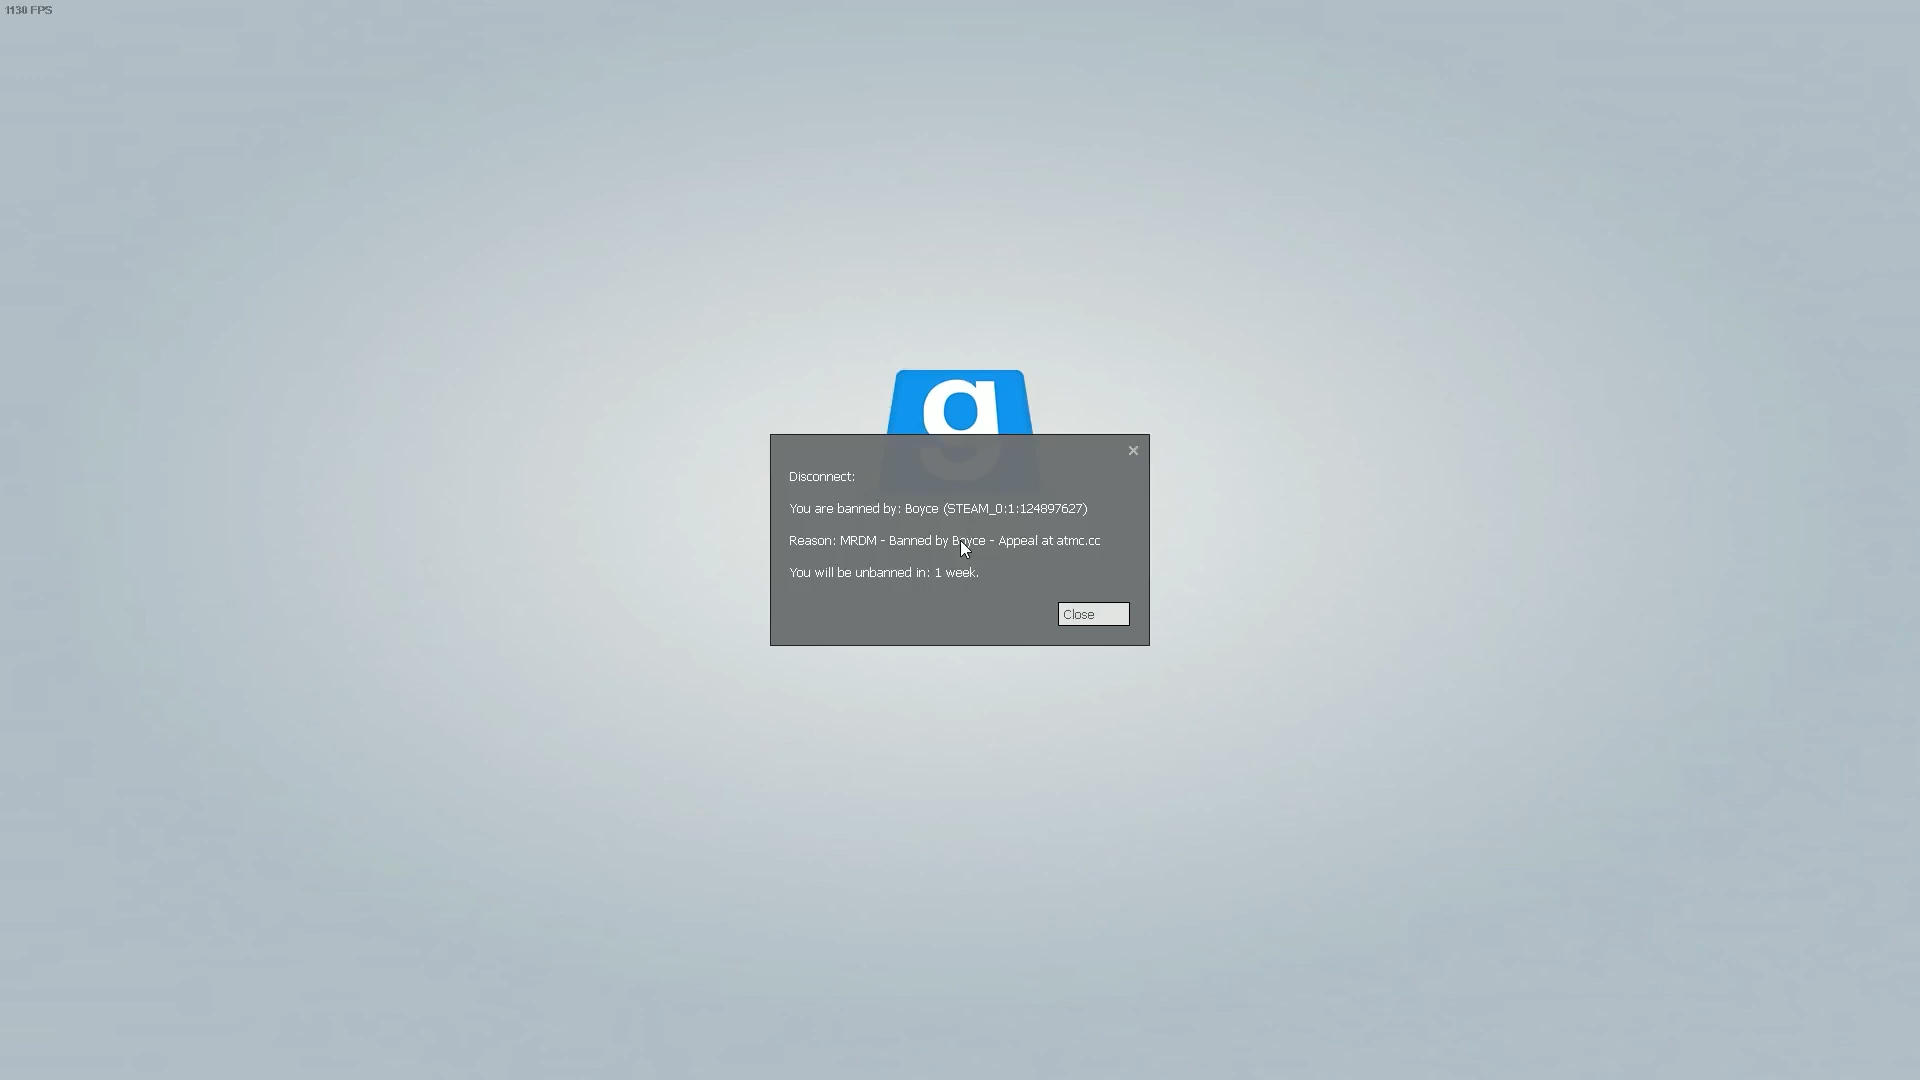 1130 FPS
g
Disconnect:
You are banned by: Boyce (STEAM_0:1:124897627)
Reason: MRDM - Banned by Boyce - Appeal at atmc.cc
You will be unbanned in: 1 week.
Close